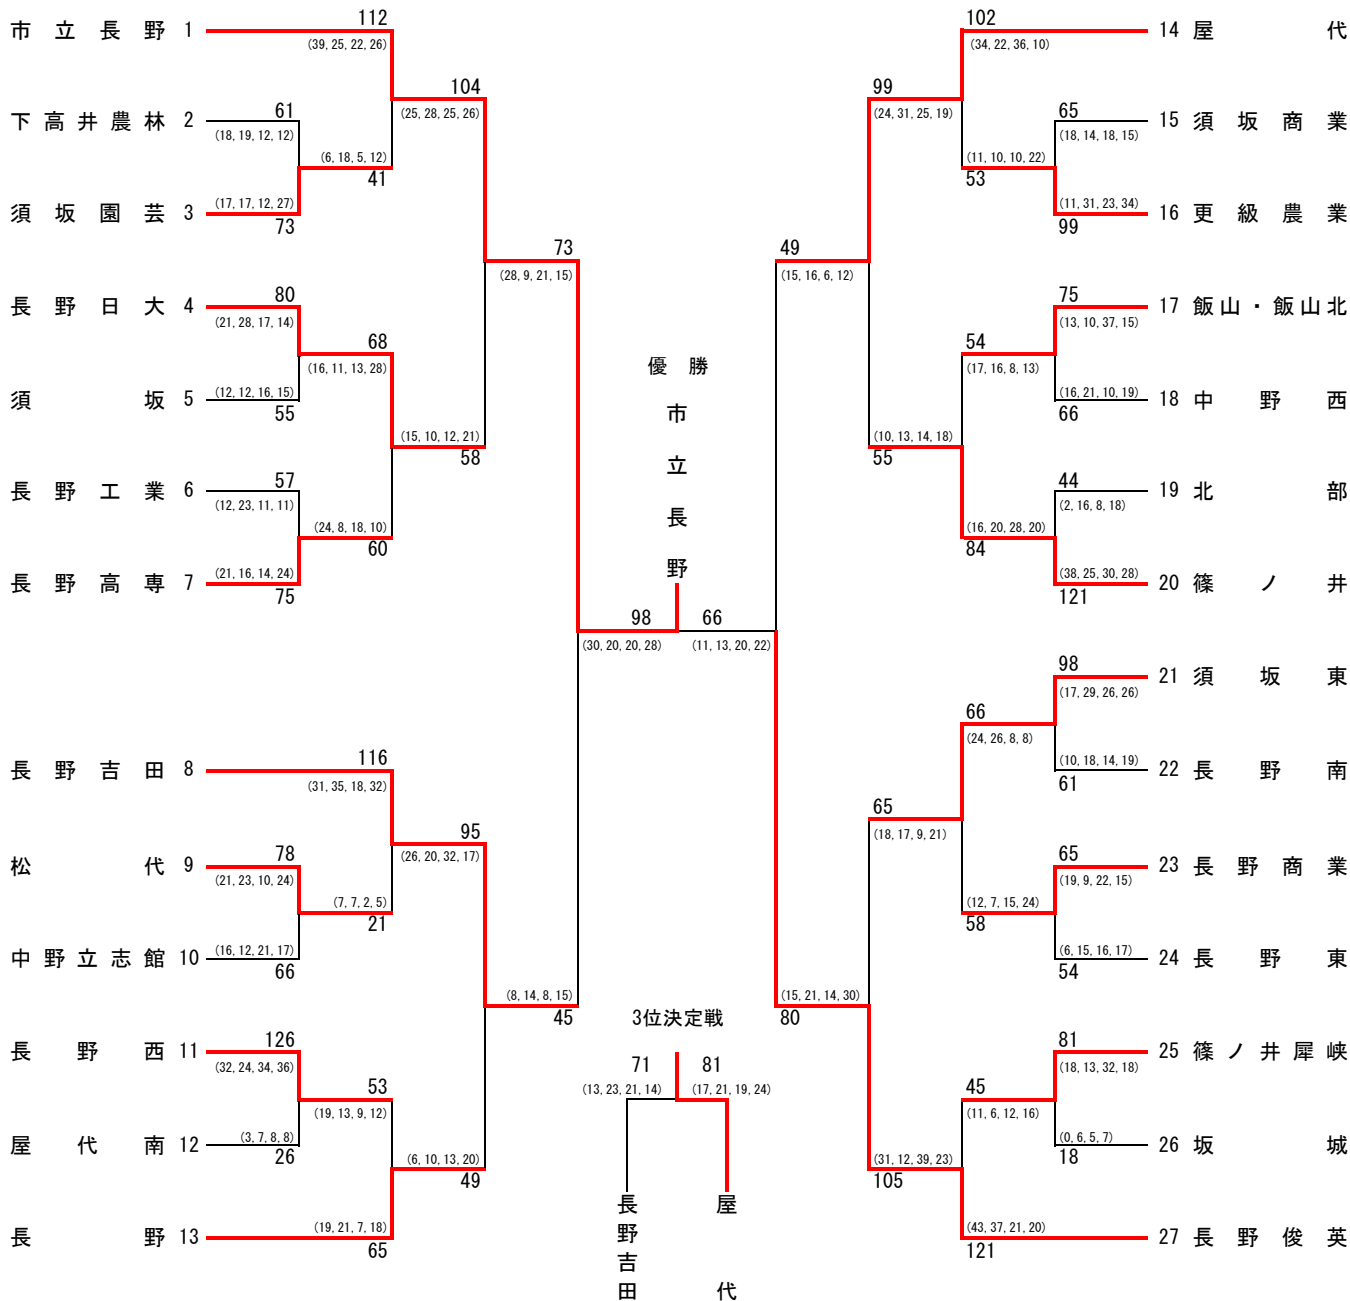 市立長野 1
112
(39, 25, 22, 26)
104
(25, 28, 25, 26)
下高井農林 2
61
(18, 19, 12, 12)
(6, 18, 5, 12)
41
須坂園芸 3
(17, 17, 12, 27)
73
73
(28, 9, 21, 15)
長野日大 4
80
(21, 28, 17, 14)
68
(16, 11, 13, 28)
須坂 5
(12, 12, 16, 15)
55
(15, 10, 12, 21)
58
長野工業 6
57
(12, 23, 11, 11)
(24, 8, 18, 10)
60
長野高専 7
(21, 16, 14, 24)
75
98
(30, 20, 20, 28)
長野吉田 8
116
(31, 35, 18, 32)
95
(26, 20, 32, 17)
松代 9
78
(21, 23, 10, 24)
(7, 7, 2, 5)
21
中野立志館 10
(16, 12, 21, 17)
66
(8, 14, 8, 15)
45
長野西 11
126
(32, 24, 34, 36)
53
(19, 13, 9, 12)
屋代南 12
(3, 7, 8, 8)
26
(6, 10, 13, 20)
49
長野 13
(19, 21, 7, 18)
65
優勝
市立長野
66
(11, 13, 20, 22)
3位決定戦
71
(13, 23, 21, 14)
81
(17, 21, 19, 24)
長野吉田
屋代
102
(34, 22, 36, 10)
14 屋代
99
(24, 31, 25, 19)
65
(18, 14, 18, 15)
15 須坂商業
(11, 10, 10, 22)
53
(11, 31, 23, 34)
99
16 更級農業
49
(15, 16, 6, 12)
75
(13, 10, 37, 15)
17 飯山・飯山北
54
(17, 16, 8, 13)
(16, 21, 10, 19)
66
18 中野西
(10, 13, 14, 18)
55
44
(2, 16, 8, 18)
19 北部
(16, 20, 28, 20)
84
(38, 25, 30, 28)
121
20 篠ノ井
98
(17, 29, 26, 26)
21 須坂東
66
(24, 26, 8, 8)
(10, 18, 14, 19)
61
22 長野南
65
(18, 17, 9, 21)
65
(19, 9, 22, 15)
23 長野商業
(12, 7, 15, 24)
58
(6, 15, 16, 17)
54
24 長野東
(15, 21, 14, 30)
80
81
(18, 13, 32, 18)
25 篠ノ井犀峡
45
(11, 6, 12, 16)
(0, 6, 5, 7)
18
26 坂城
(31, 12, 39, 23)
105
(43, 37, 21, 20)
121
27 長野俊英